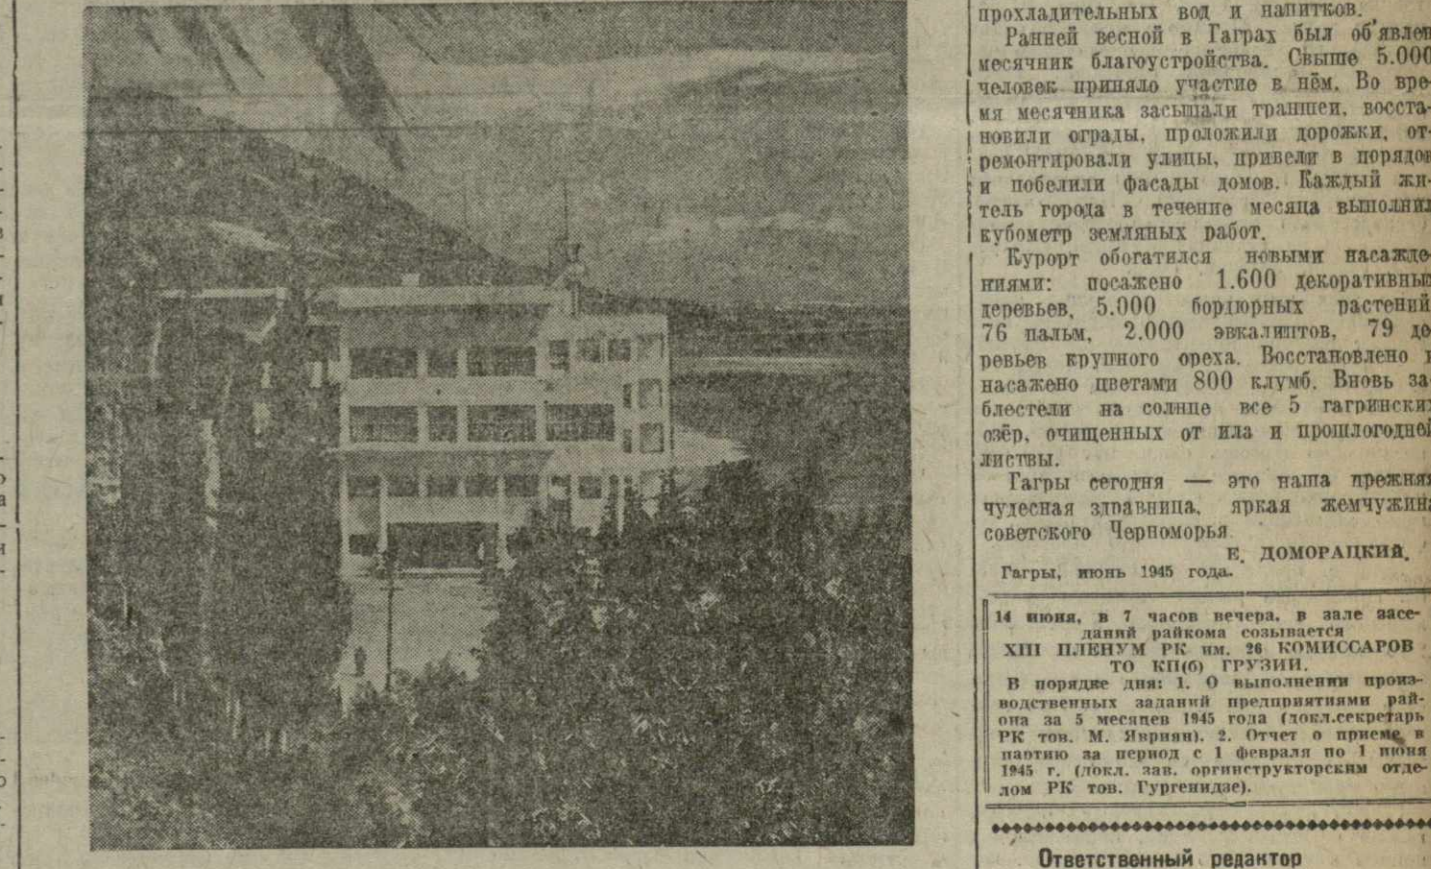 прохладительных вод и напитков.
Ранней весной в Гаграх был об'явлен
месячник благоустройства. Свыше 5.000
человек приняло участие в нём. Во вре-
мя месячника засыпали траншеи, восста-
новили ограды, проложили дорожки, от-
ремонтировали улицы, привели в порядок
и побелили фасады домов. Каждый жи-
тель города в течение месяца выполнил
кубометр земляных работ.
Курорт обогатился новыми насажде-
ниями: посажено 1.600 декоративных
деревьев, 5.000 бордюрных растений
76 пальм, 2.000 эвкалиптов, 79 де
ревьев крупного ореха. Восстановлено и
насажено цветами 800 клумб. Вновь за
блестели на солнце все 5 гагринских
озёр, очищенных от ила и прошлогодней
листвы.
Гагры сегодня — это наша прежняя
чудесная здравница, яркая жемчужина
советского Черноморья
Е. ДОМОРАЦКИЙ.
Гагры, июнь 1945 года.
14 июня, в 7 часов вечера, в зале засе-
даний райкома созывается
XIII ПЛЕНУМ РК им. 26 КОМИССАРОВ
ТО КП(б) ГРУЗИИ.
В порядке дня: 1. О выполнении произ-
водственных заданий предприятиями рай-
она за 5 месяцев 1945 года (докл.секретарь
РК тов. М. Яврнян). 2. Отчет о приеме в
партию за период с 1 февраля по 1 июня
1945 г. (докл. зав. оргинструкторским отде-
лом РК тов. Гургенидзе).
Ответственный редактор